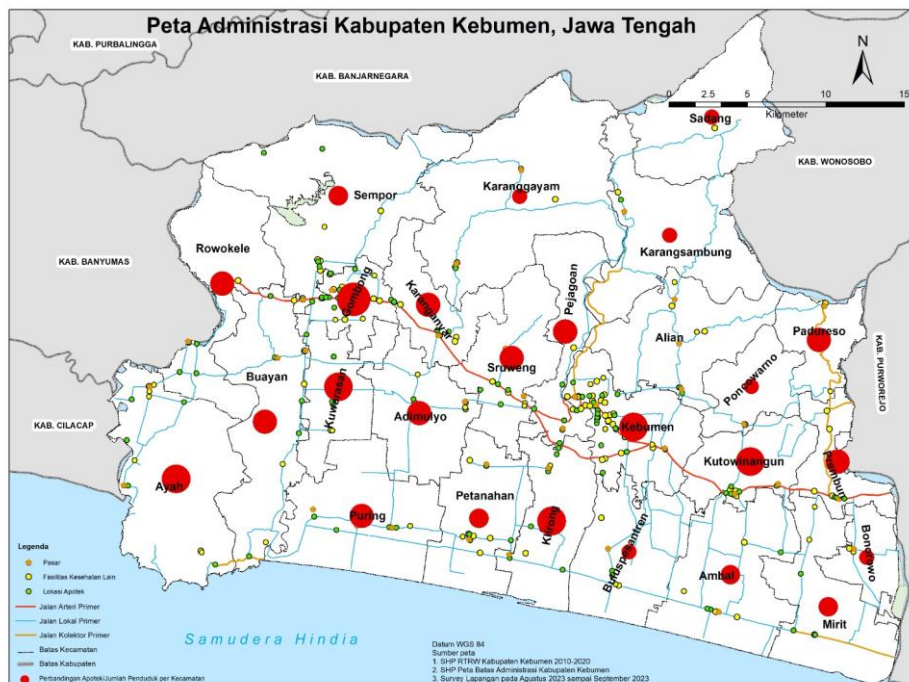 Peta Administrasi Kabupaten Kebumen, Jawa Tengah
KAB. PURBALINGGA
KAB. BANJARNEGARA
N
0 2.5 5 10 15
Kilometer
Sadang
KAB. WONOSOBO
Sempor
Karanggayam
Karangsambung
Rowokele
KAB. BANYUMAS
Gombong
Karanganyar
Pejagoan
Alian
Padureso
KAB. PURWOREJO
Sruweng
Poncowarno
Buayan
Kuwarasan
Adimulyo
KAB. CILACAP
Kebumen
Kutowinangun
Prembun
Ayah
Petanahan
Puring
Klirong
Buluspesantren
Bonorowo
Ambal
Mirit
Samudera Hindia
Legenda
Pasar
Fasilitas Kesehatan Lain
Lokasi Apotek
Jalan Arteri Primer
Jalan Lokal Primer
Jalan Kolektor Primer
Batas Kecamatan
Batas Kabupaten
Perbandingan Apotek/Jumlah Penduduk per Kecamatan
Datum WGS 84
Sumber peta
1. SHP RTRW Kabupaten Kebumen 2010-2020
2. SHP Peta Batas Administrasi Kabupaten Kebumen
3. Survey Lapangan pada Agustus 2023 sampai September 2023